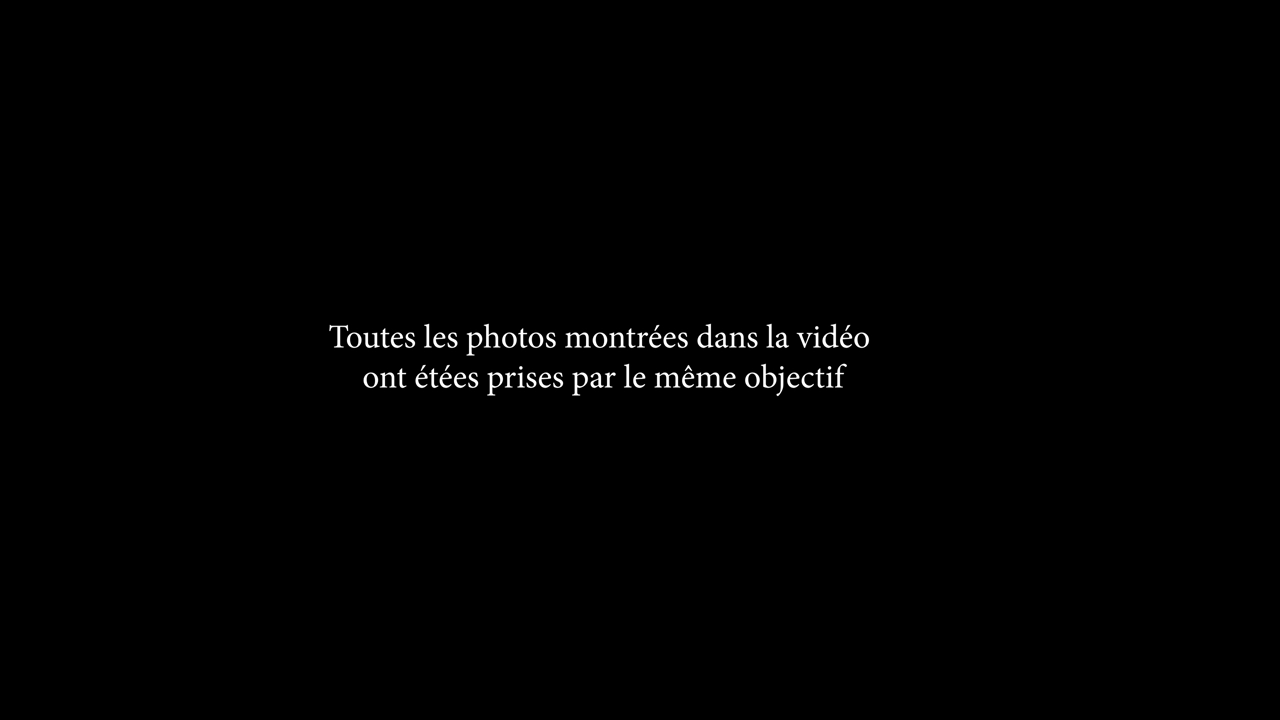 Toutes les photos montrées dans la vidéo
ont étées prises par le même objectif